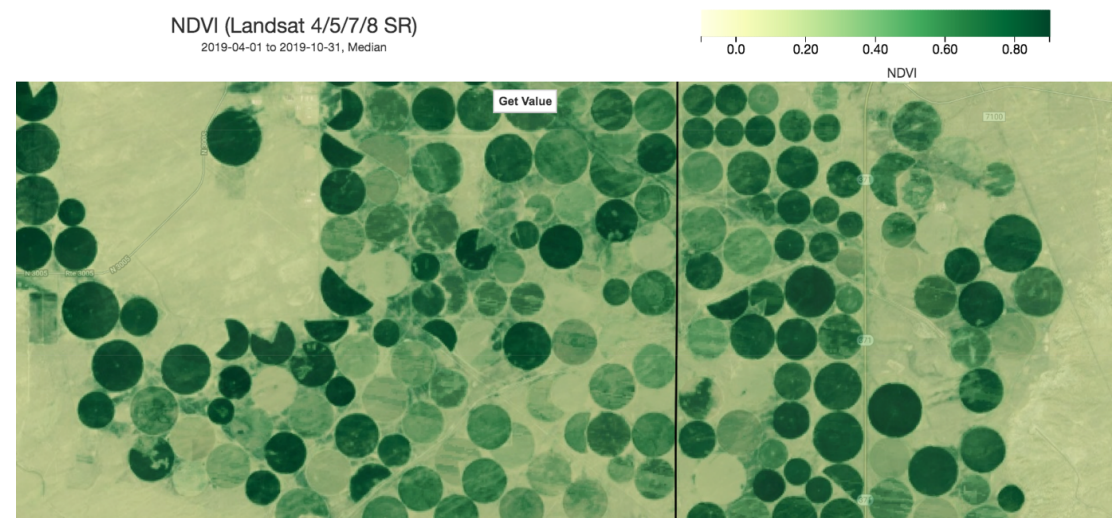 NDVI (Landsat 4/5/7/8 SR)
2019-04-01 to 2019-10-31, Median
0.0 0.20 0.40 0.60 0.80
NDVI
Get Value